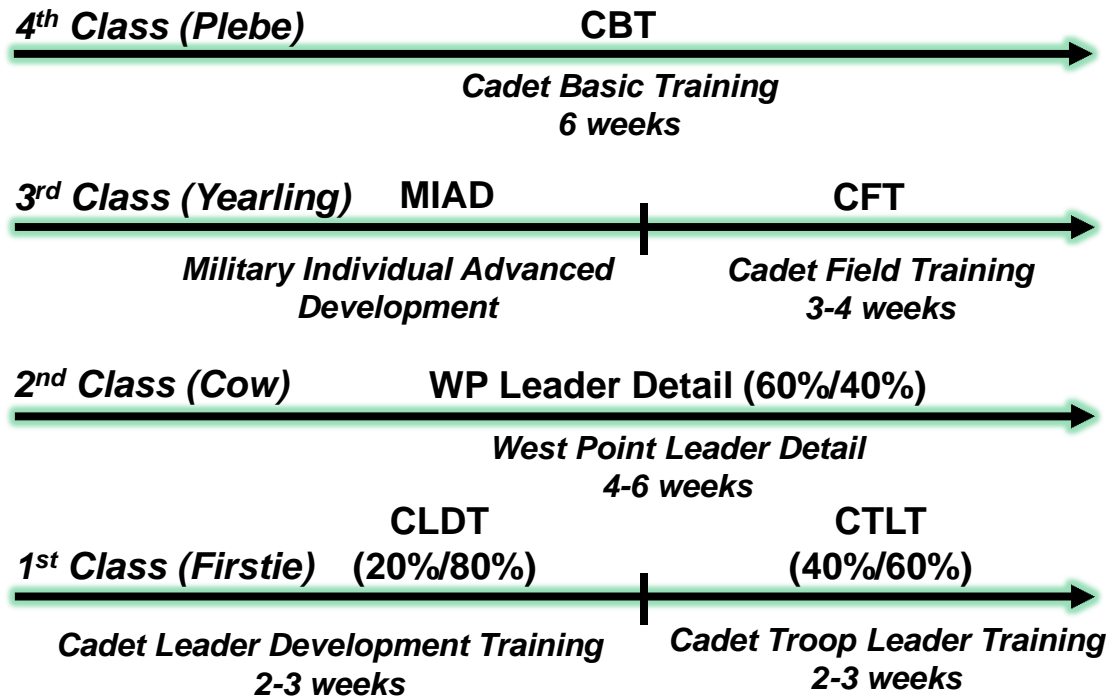 4th Class (Plebe) CBT
Cadet Basic Training
6 weeks
3rd Class (Yearling) MIAD CFT
Military Individual Advanced Development
Cadet Field Training
3-4 weeks
2nd Class (Cow) WP Leader Detail (60%/40%)
West Point Leader Detail
4-6 weeks
1st Class (Firstie) CLDT
(20%/80%)
CTLT
(40%/60%)
Cadet Leader Development Training
2-3 weeks
Cadet Troop Leader Training
2-3 weeks